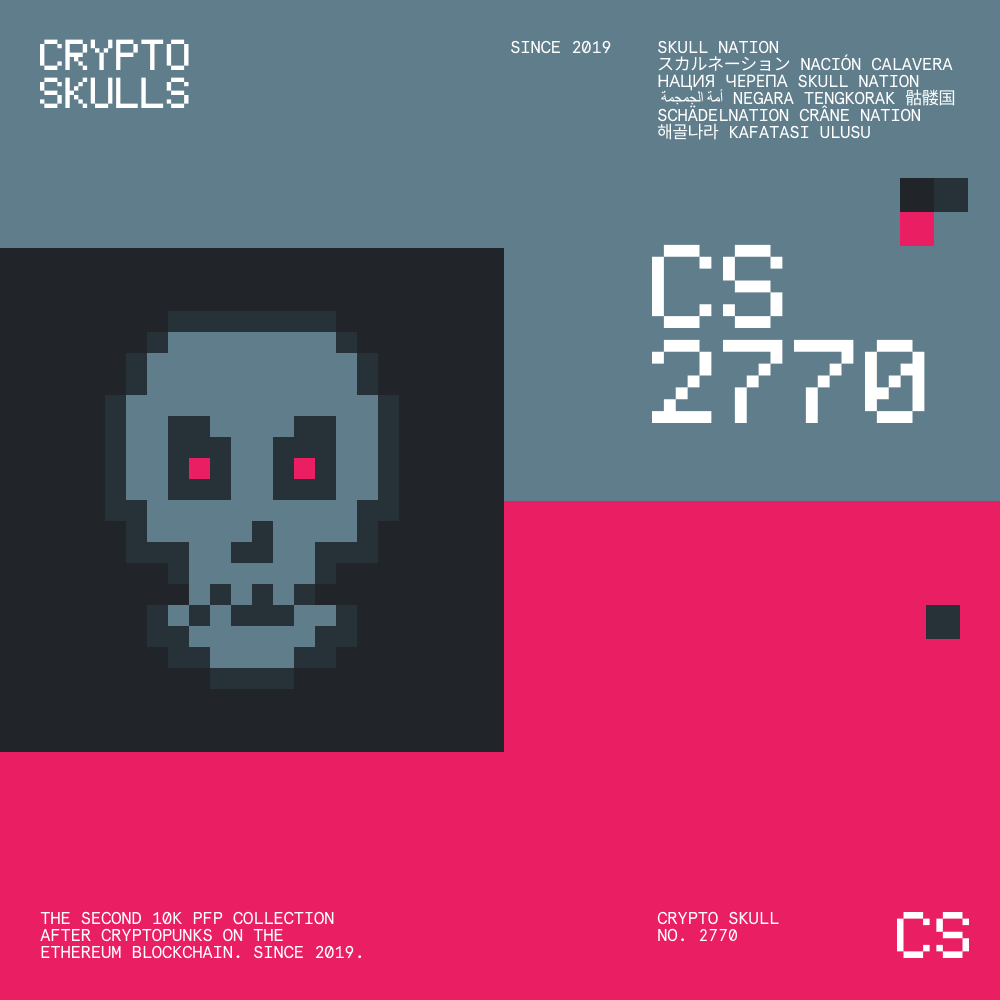 CRYPTO
SKULLS
SINCE 2019
SKULL NATION
スカルネーション NACIÓN CALAVERA
НАЦИЯ ЧЕРЕПА SKULL NATION
أمة الجمجمة NEGARA TENGKORAK 骷髅国
SCHÄDELNATION CRÂNE NATION
해골나라 KAFATASI ULUSU
CS
2770
THE SECOND 10K PFP COLLECTION
AFTER CRYPTOPUNKS ON THE
ETHEREUM BLOCKCHAIN. SINCE 2019.
CRYPTO SKULL
NO. 2770
CS